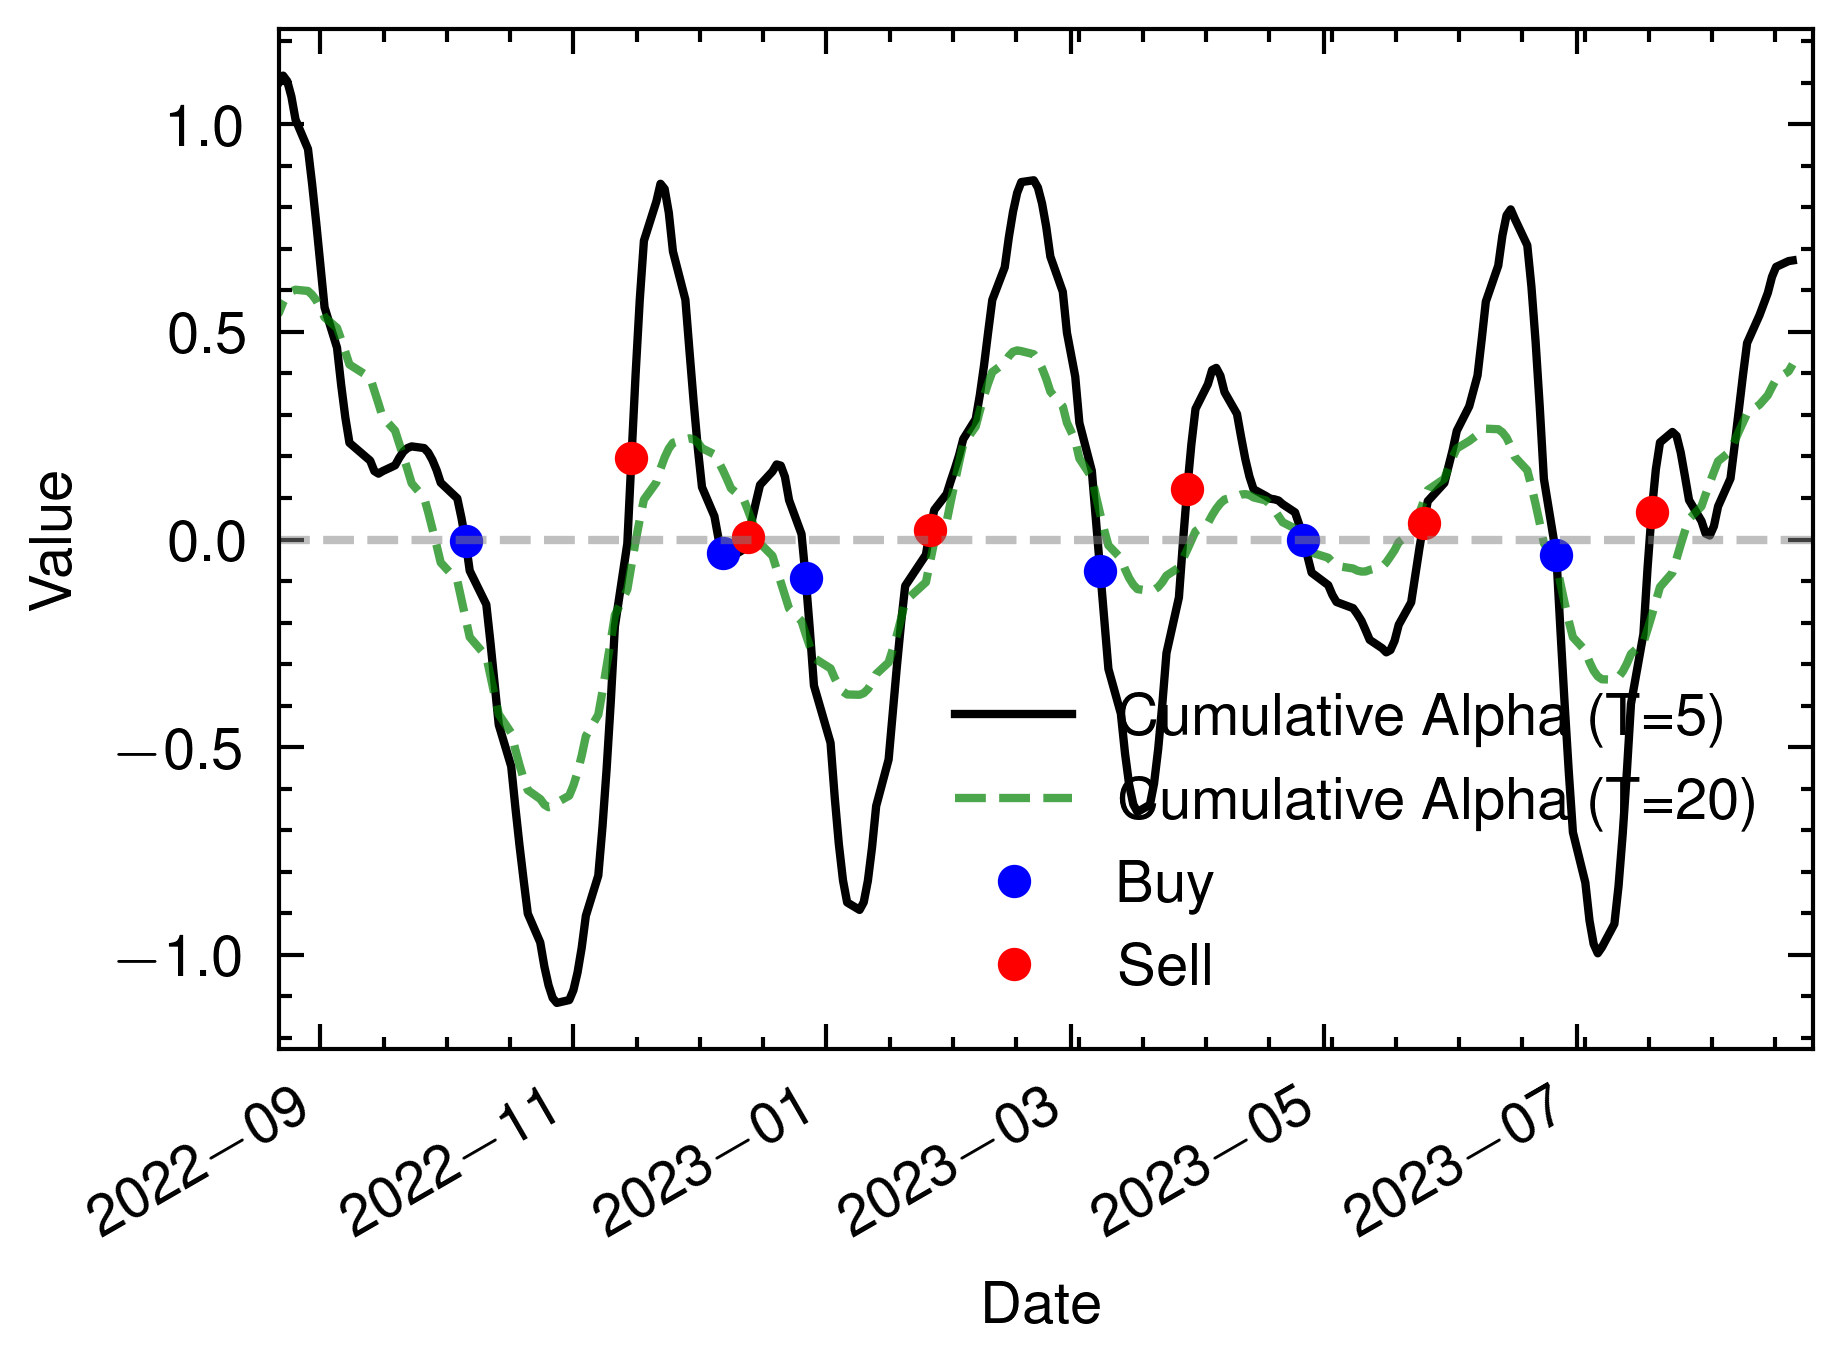 1.0
0.5
0.0
−0.5
−1.0
Value
Cumulative Alpha (T=5)
Cumulative Alpha (T=20)
Buy
Sell
2022−09
2022−11
2023−01
2023−03
2023−05
2023−07
Date